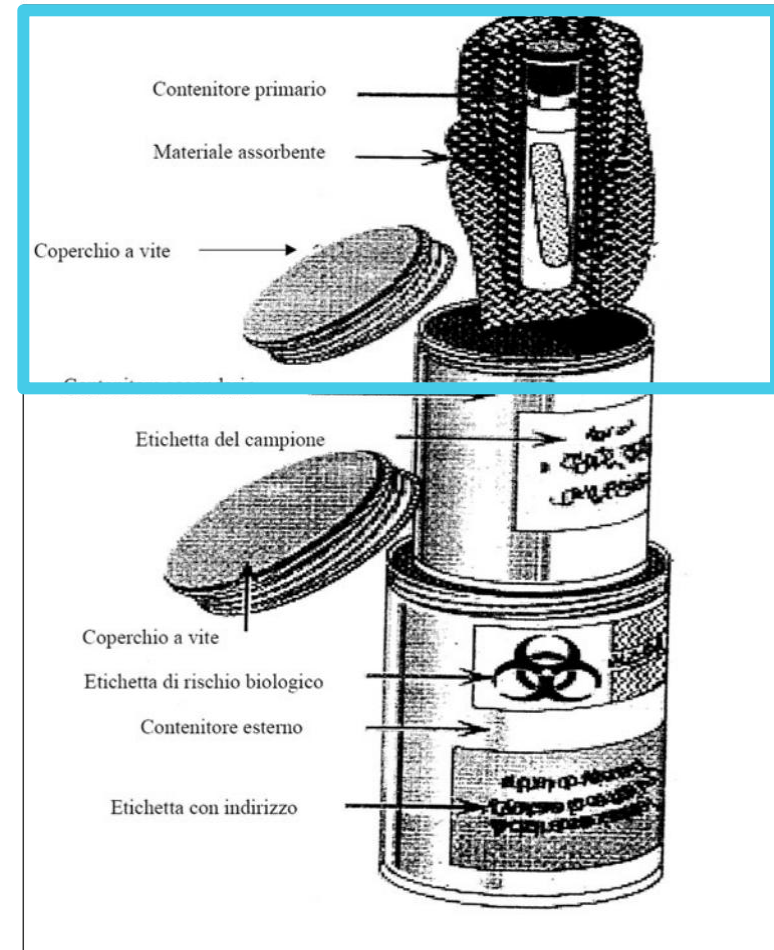 Contenitore primario
Materiale assorbente
Coperchio a vite
Etichetta del campione
Coperchio a vite
Etichetta di rischio biologico
Contenitore esterno
Etichetta con indirizzo